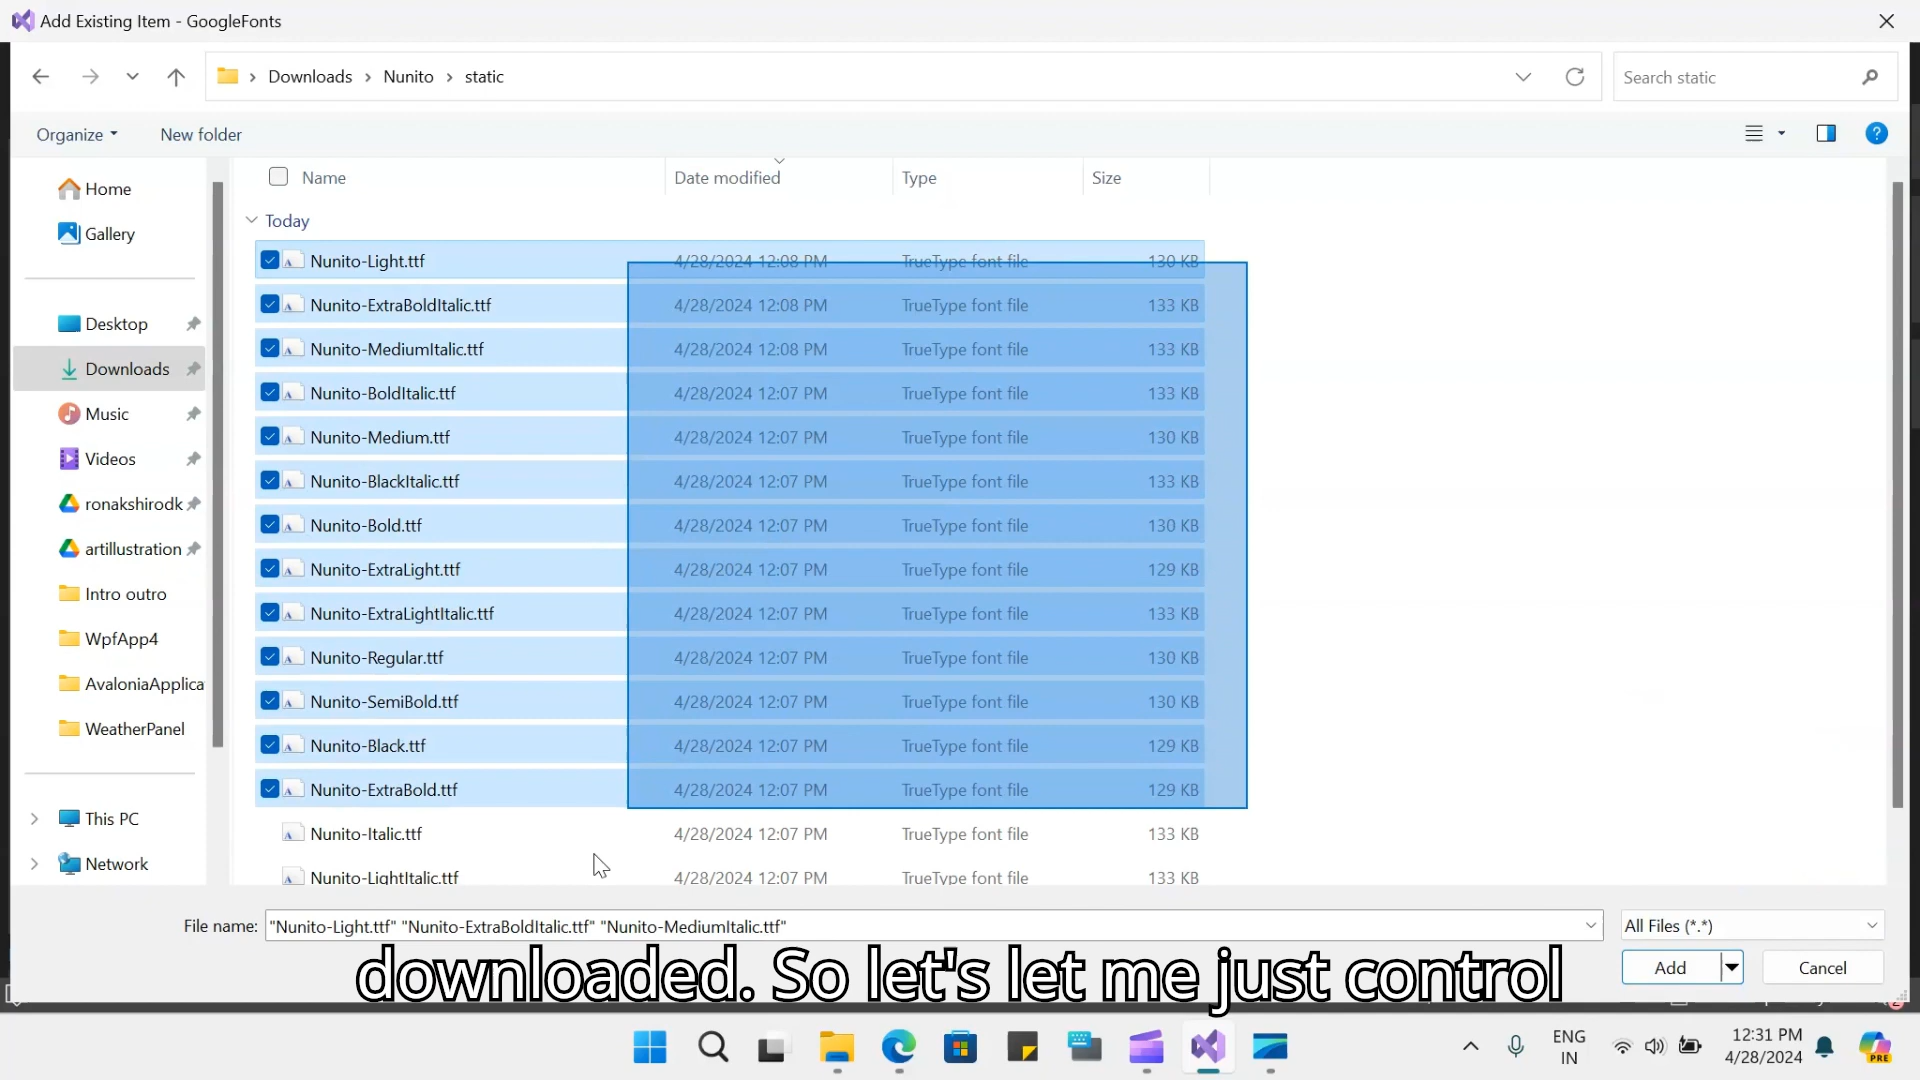 Add Existing Item - GoogleFonts
Downloads > Nunito > static
Search static
Organize
New folder
Name
Date modified
Type
Size
Home
Gallery
Desktop
Downloads
Music
Videos
ronakshirodk
artillustration
Intro outro
WpfApp4
AvaloniaApplica
WeatherPanel
This PC
Network
Today
Nunito-Light.ttf 4/28/2024 12:08 PM TrueType font file 130 KB
Nunito-ExtraBoldItalic.ttf 4/28/2024 12:08 PM TrueType font file 133 KB
Nunito-MediumItalic.ttf 4/28/2024 12:08 PM TrueType font file 133 KB
Nunito-BoldItalic.ttf 4/28/2024 12:07 PM TrueType font file 133 KB
Nunito-Medium.ttf 4/28/2024 12:07 PM TrueType font file 130 KB
Nunito-BlackItalic.ttf 4/28/2024 12:07 PM TrueType font file 133 KB
Nunito-Bold.ttf 4/28/2024 12:07 PM TrueType font file 130 KB
Nunito-ExtraLight.ttf 4/28/2024 12:07 PM TrueType font file 129 KB
Nunito-ExtraLightItalic.ttf 4/28/2024 12:07 PM TrueType font file 133 KB
Nunito-Regular.ttf 4/28/2024 12:07 PM TrueType font file 130 KB
Nunito-SemiBold.ttf 4/28/2024 12:07 PM TrueType font file 130 KB
Nunito-Black.ttf 4/28/2024 12:07 PM TrueType font file 129 KB
Nunito-ExtraBold.ttf 4/28/2024 12:07 PM TrueType font file 129 KB
Nunito-Italic.ttf 4/28/2024 12:07 PM TrueType font file 133 KB
Nunito-LightItalic.ttf 4/28/2024 12:07 PM TrueType font file 133 KB
File name: "Nunito-Light.ttf" "Nunito-ExtraBoldItalic.ttf" "Nunito-MediumItalic.ttf"
All Files (*.*)
Add
Cancel
downloaded. So let's let me just control
ENG
IN
12:31 PM
4/28/2024
PRE